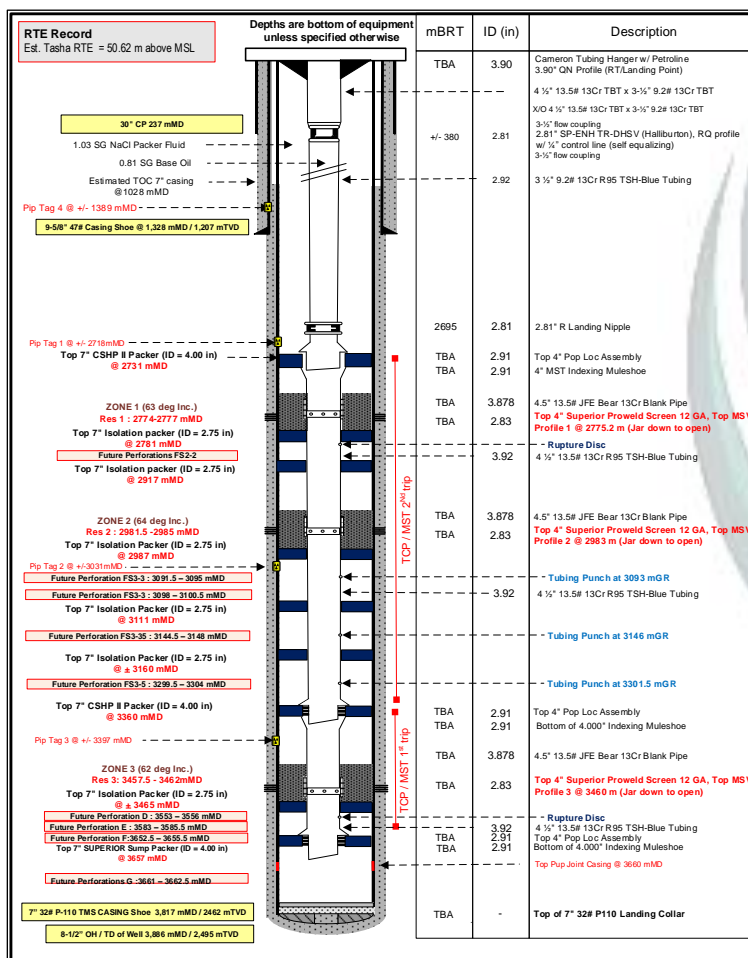 RTE Record
Est. Tasha RTE = 50.62 m above MSL
Depths are bottom of equipment
unless specified otherwise
mBRT ID (in) Description
30" CP 237 mMD
1.03 SG NaCl Packer Fluid
0.81 SG Base Oil
Estimated TOC 7" casing
@1028 mMD
Pip Tag 4 @ +/- 1389 mMD
9-5/8" 47# Casing Shoe @ 1,328 mMD / 1,207 mTVD
Pip Tag 1 @ +/- 2718mMD
Top 7" CSHP II Packer (ID = 4.00 in)
@ 2731 mMD
ZONE 1 (63 deg Inc.)
Res 1 : 2774-2777 mMD
Top 7" Isolation packer (ID = 2.75 in)
@ 2781 mMD
Future Perforations FS2-2
Top 7" Isolation packer (ID = 2.75 in)
@ 2917 mMD
ZONE 2 (64 deg Inc.)
Res 2 : 2981.5 -2985 mMD
Top 7" Isolation Packer (ID = 2.75 in)
@ 2987 mMD
Pip Tag 2 @ +/-3031mMD
Future Perforation FS3-3 : 3091.5 – 3095 mMD
Future Perforation FS3-3 : 3098 – 3100.5 mMD
Top 7" Isolation Packer (ID = 2.75 in)
@ 3111 mMD
Future Perforation FS3-35 : 3144.5 – 3148 mMD
Top 7" Isolation Packer (ID = 2.75 in)
@ ± 3160 mMD
Future Perforation FS3-5 : 3299.5 – 3304 mMD
Top 7" CSHP II Packer (ID = 4.00 in)
@ 3360 mMD
Pip Tag 3 @ +/- 3397 mMD
ZONE 3 (62 deg Inc.)
Res 3: 3457.5 - 3462mMD
Top 7" Isolation Packer (ID = 2.75 in)
@ ± 3465 mMD
Future Perforation D : 3553 – 3556 mMD
Future Perforation E : 3583 – 3585.5 mMD
Future Perforation F:3652.5 – 3655.5 mMD
Top 7" SUPERIOR Sump Packer (ID = 4.00 in)
@ 3657 mMD
Future Perforations G :3661 – 3662.5 mMD
7" 32# P-110 TMS CASING Shoe 3,817 mMD / 2462 mTVD
8-1/2" OH / TD of Well 3,886 mMD / 2,495 mTVD
TCP / MST 2Nd trip
TCP / MST 1st trip
TBA 3.90 Cameron Tubing Hanger w/ Petroline
3.90" QN Profile (RT/Landing Point)
4 ½" 13.5# 13Cr TBT x 3-½" 9.2# 13Cr TBT
X/O 4 ½" 13.5# 13Cr TBT x 3-½" 9.2# 13Cr TBT
3-½" flow coupling
+/- 380 2.81 2.81" SP-ENH TR-DHSV (Halliburton), RQ profile
w/ ¼" control line (self equalizing)
3-½" flow coupling
2.92 3 ½" 9.2# 13Cr R95 TSH-Blue Tubing
2695 2.81 2.81" R Landing Nipple
TBA 2.91 Top 4" Pop Loc Assembly
TBA 2.91 4" MST Indexing Muleshoe
TBA 3.878 4.5" 13.5# JFE Bear 13Cr Blank Pipe
TBA 2.83 Top 4" Superior Proweld Screen 12 GA, Top MSV
Profile 1 @ 2775.2 m (Jar down to open)
Rupture Disc
3.92 4 ½" 13.5# 13Cr R95 TSH-Blue Tubing
TBA 3.878 4.5" 13.5# JFE Bear 13Cr Blank Pipe
TBA 2.83 Top 4" Superior Proweld Screen 12 GA, Top MSV
Profile 2 @ 2983 m (Jar down to open)
Tubing Punch at 3093 mGR
3.92 4 ½" 13.5# 13Cr R95 TSH-Blue Tubing
Tubing Punch at 3146 mGR
Tubing Punch at 3301.5 mGR
TBA 2.91 Top 4" Pop Loc Assembly
TBA 2.91 Bottom of 4.000" Indexing Muleshoe
TBA 3.878 4.5" 13.5# JFE Bear 13Cr Blank Pipe
TBA 2.83 Top 4" Superior Proweld Screen 12 GA, Top MSV
Profile 3 @ 3460 m (Jar down to open)
Rupture Disc
3.92 4 ½" 13.5# 13Cr R95 TSH-Blue Tubing
TBA 2.91 Top 4" Pop Loc Assembly
TBA 2.91 Bottom of 4.000" Indexing Muleshoe
Top Pup Joint Casing @ 3660 mMD
TBA - Top of 7" 32# P110 Landing Collar